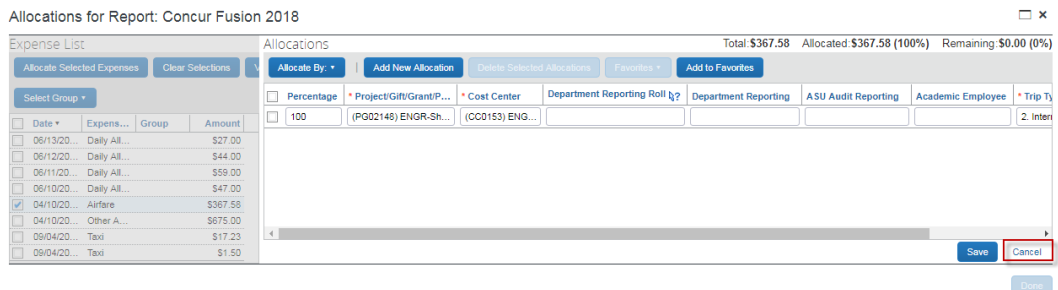 Allocations for Report: Concur Fusion 2018
Expense List
Allocations
Total:$367.58 Allocated:$367.58 (100%) Remaining:$0.00 (0%)
Allocate Selected Expenses Clear Selections V
Allocate By: Add New Allocation Delete Selected Allocations Favorites Add to Favorites
Select Group
Percentage * Project/Gift/Grant/P... * Cost Center Department Reporting Roll ? Department Reporting ASU Audit Reporting Academic Employee * Trip Ty
100 (PG02146) ENGR-Sh... (CC0153) ENG... 2. Intern
Date Expens... Group Amount
06/13/20... Daily All... $27.00
06/12/20... Daily All... $44.00
06/11/20... Daily All... $59.00
06/10/20... Daily All... $47.00
04/10/20... Airfare $367.58
04/10/20... Other A... $675.00
09/04/20... Taxi $17.23
09/04/20... Taxi $1.50
Save Cancel
Done